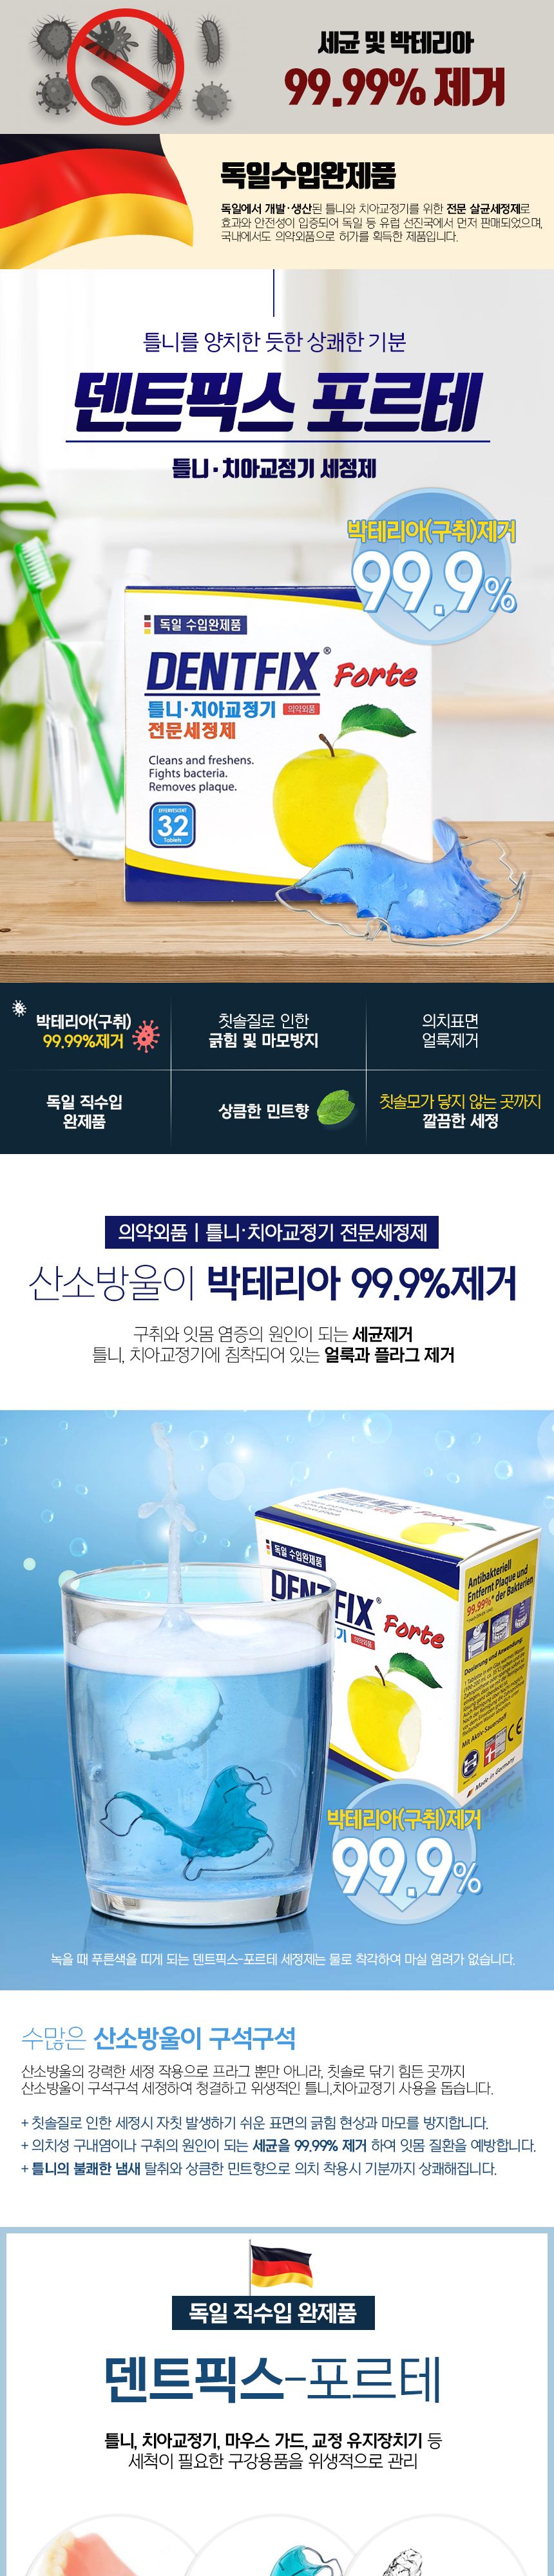 세균 및 박테리아
99.99% 제거
독일수입완제품
독일에서 개발·생산된 틀니와 치아교정기를 위한 전문 살균세정제로
효과와 안전성이 입증되어 독일 등 유럽 선진국에서 먼저 판매되었으며,
국내에서도 의약외품으로 허가를 획득한 제품입니다.
틀니를 양치한 듯한 상쾌한 기분
덴트픽스 포르테
틀니·치아교정기 세정제
박테리아(구취)제거
99.9%
독일 수입완제품
DENTFIX® Forte
틀니·치아교정기 의약외품
전문세정제
Cleans and freshens.
Fights bacteria.
Removes plaque.
EFFERVESCENT
32
Tablets
박테리아(구취)
99.99%제거
칫솔질로 인한
긁힘 및 마모방지
의치표면
얼룩제거
독일 직수입
완제품
상큼한 민트향
칫솔모가 닿지 않는 곳까지
깔끔한 세정
의약외품 | 틀니·치아교정기 전문세정제
산소방울이 박테리아 99.9%제거
구취와 잇몸 염증의 원인이 되는 세균제거
틀니, 치아교정기에 침착되어 있는 얼룩과 플라그 제거
덴트픽스 Forte
독일 수입완제품
DENTFIX® Forte
기 의약외품
Antibakteriell
Entfernt Plaque und
99.99%* der Bakterien
Dosierung und Anwendung:
Mit Aktiv-Sauerstoff
CE
Made in Germany
박테리아(구취)제거
99.9%
녹을 때 푸른색을 띠게 되는 덴트픽스-포르테 세정제는 물로 착각하여 마실 염려가 없습니다.
수많은 산소방울이 구석구석
산소방울의 강력한 세정 작용으로 프라그 뿐만 아니라, 칫솔로 닦기 힘든 곳까지
산소방울이 구석구석 세정하여 청결하고 위생적인 틀니,치아교정기 사용을 돕습니다.
+ 칫솔질로 인한 세정시 자칫 발생하기 쉬운 표면의 긁힘 현상과 마모를 방지합니다.
+ 의치성 구내염이나 구취의 원인이 되는 세균을 99.99% 제거 하여 잇몸 질환을 예방합니다.
+ 틀니의 불쾌한 냄새 탈취와 상큼한 민트향으로 의치 착용시 기분까지 상쾌해집니다.
독일 직수입 완제품
덴트픽스-포르테
틀니, 치아교정기, 마우스 가드, 교정 유지장치기 등
세척이 필요한 구강용품을 위생적으로 관리